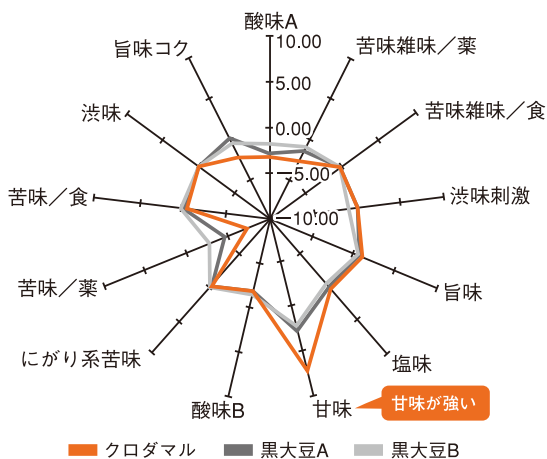 酸味A
10.00
旨味コク
苦味雑味／薬
5.00
渋味
苦味雑味／食
0.00
苦味／食
−5.00
渋味刺激
−10.00
苦味／薬
旨味
にがり系苦味
塩味
酸味B
甘味
甘味が強い
クロダマル
黒大豆A
黒大豆B